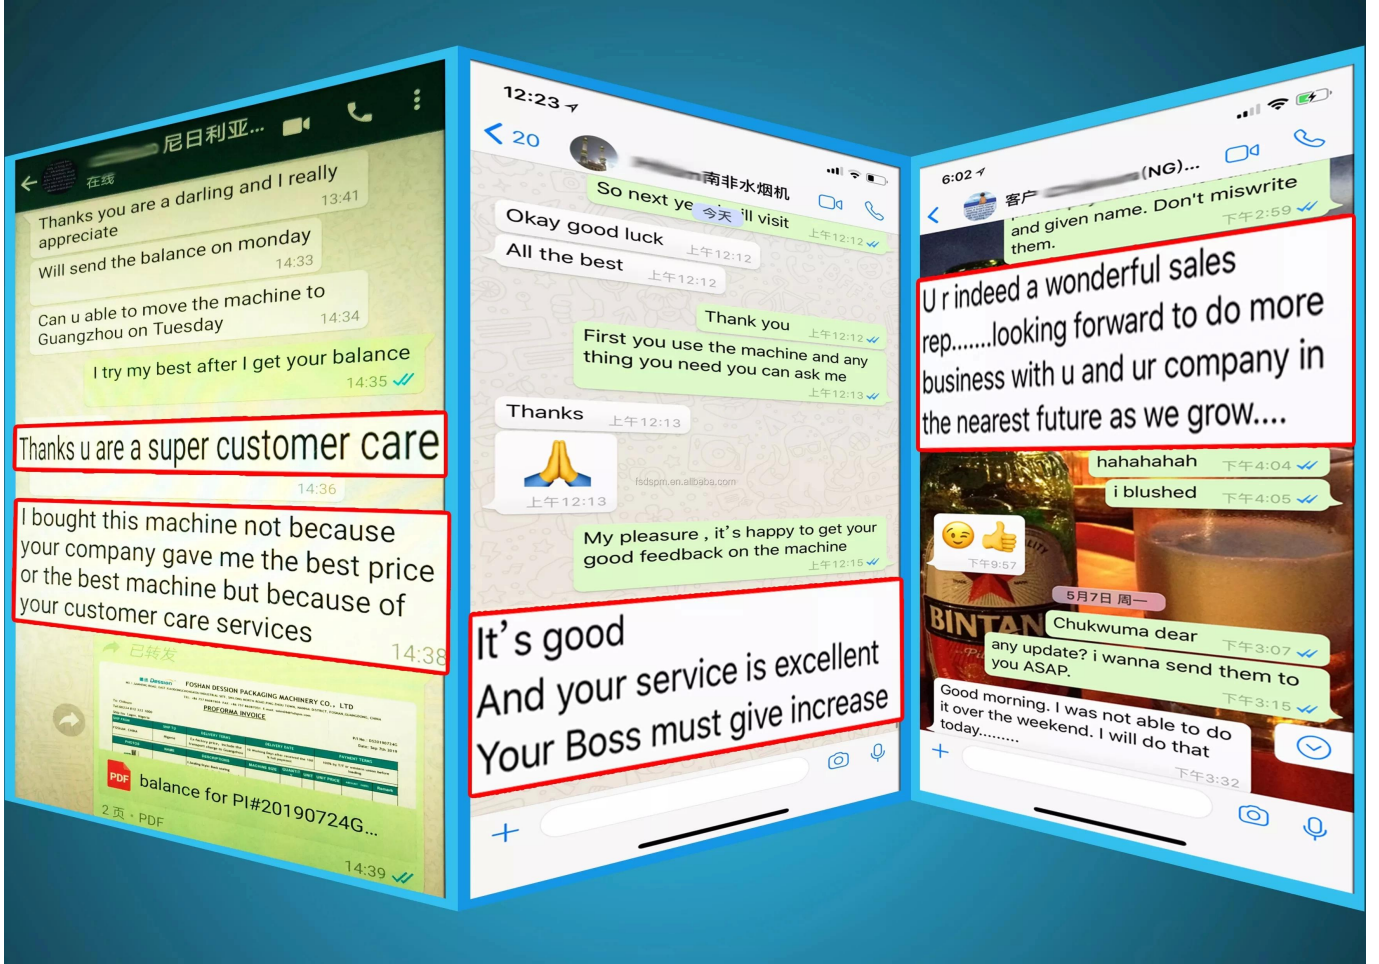 尼日利亚...
在线
Thanks you are a darling and I really
appreciate
13:41
Will send the balance on monday
14:33
Can u able to move the machine to
Guangzhou on Tuesday
14:34
I try my best after I get your balance
14:35
Thanks u are a super customer care
14:36
I bought this machine not because
your company gave me the best price
or the best machine but because of
your customer care services
14:38
已转发
Dession
FOSHAN DESSION PACKAGING MACHINERY CO., LTD
PROFORMA INVOICE
PDF
balance for PI#20190724G...
2 页 · PDF
14:39
12:23
20
南非水烟机
So next ye
ill visit
上午12:12
今天
Okay good luck
上午12:12
All the best
上午12:12
Thank you
上午12:12
First you use the machine and any
thing you need you can ask me
上午12:13
Thanks
上午12:13
🙏
上午12:13
fsdspm.en.alibaba.com
My pleasure , it's happy to get your
good feedback on the machine
上午12:15
It's good
And your service is excellent
Your Boss must give increase
6:02
客户
(NG)...
and given name. Don't miswrite
them.
下午2:59
U r indeed a wonderful sales
rep.......looking forward to do more
business with u and ur company in
the nearest future as we grow....
hahahahah
下午4:04
i blushed
下午4:05
😉👍
下午9:57
BINTAN
5月7日 周一
Chukwuma dear
下午3:07
any update? i wanna send them to
you ASAP.
下午3:15
Good morning. I was not able to do
it over the weekend. I will do that
today.........
下午3:32